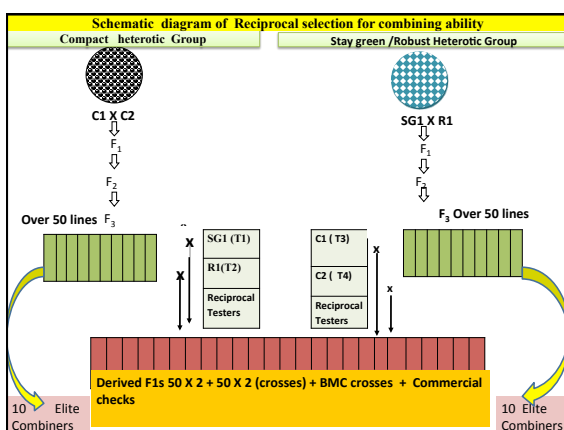 Schematic diagram of Reciprocal selection for combining ability
Compact heterotic Group
Stay green /Robust Heterotic Group
C1 X C2
F1
F2
F3
Over 50 lines
SG1 X R1
F1
F2
F3 Over 50 lines
x
X
X
SG1 (T1)
R1(T2)
Reciprocal
Testers
C1 ( T3)
C2 ( T4)
Reciprocal
Testers
X
x
Derived F1s 50 X 2 + 50 X 2 (crosses) + BMC crosses + Commercial
checks
10 Elite
Combiners
10 Elite
Combiners